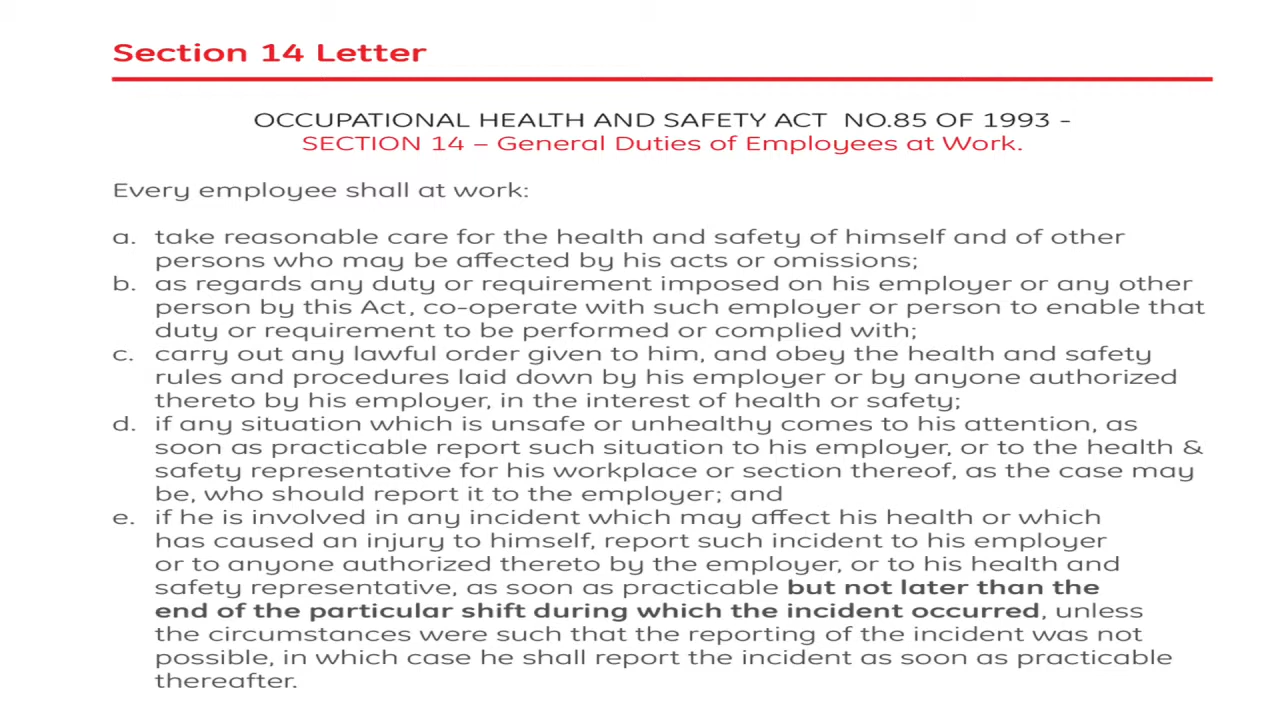 Section 14 Letter
OCCUPATIONAL HEALTH AND SAFETY ACT NO.85 OF 1993 -
SECTION 14 – General Duties of Employees at Work.
Every employee shall at work:
a. take reasonable care for the health and safety of himself and of other
persons who may be affected by his acts or omissions;
b. as regards any duty or requirement imposed on his employer or any other
person by this Act, co-operate with such employer or person to enable that
duty or requirement to be performed or complied with;
c. carry out any lawful order given to him, and obey the health and safety
rules and procedures laid down by his employer or by anyone authorized
thereto by his employer, in the interest of health or safety;
d. if any situation which is unsafe or unhealthy comes to his attention, as
soon as practicable report such situation to his employer, or to the health &
safety representative for his workplace or section thereof, as the case may
be, who should report it to the employer; and
e. if he is involved in any incident which may affect his health or which
has caused an injury to himself, report such incident to his employer
or to anyone authorized thereto by the employer, or to his health and
safety representative, as soon as practicable but not later than the
end of the particular shift during which the incident occurred, unless
the circumstances were such that the reporting of the incident was not
possible, in which case he shall report the incident as soon as practicable
thereafter.